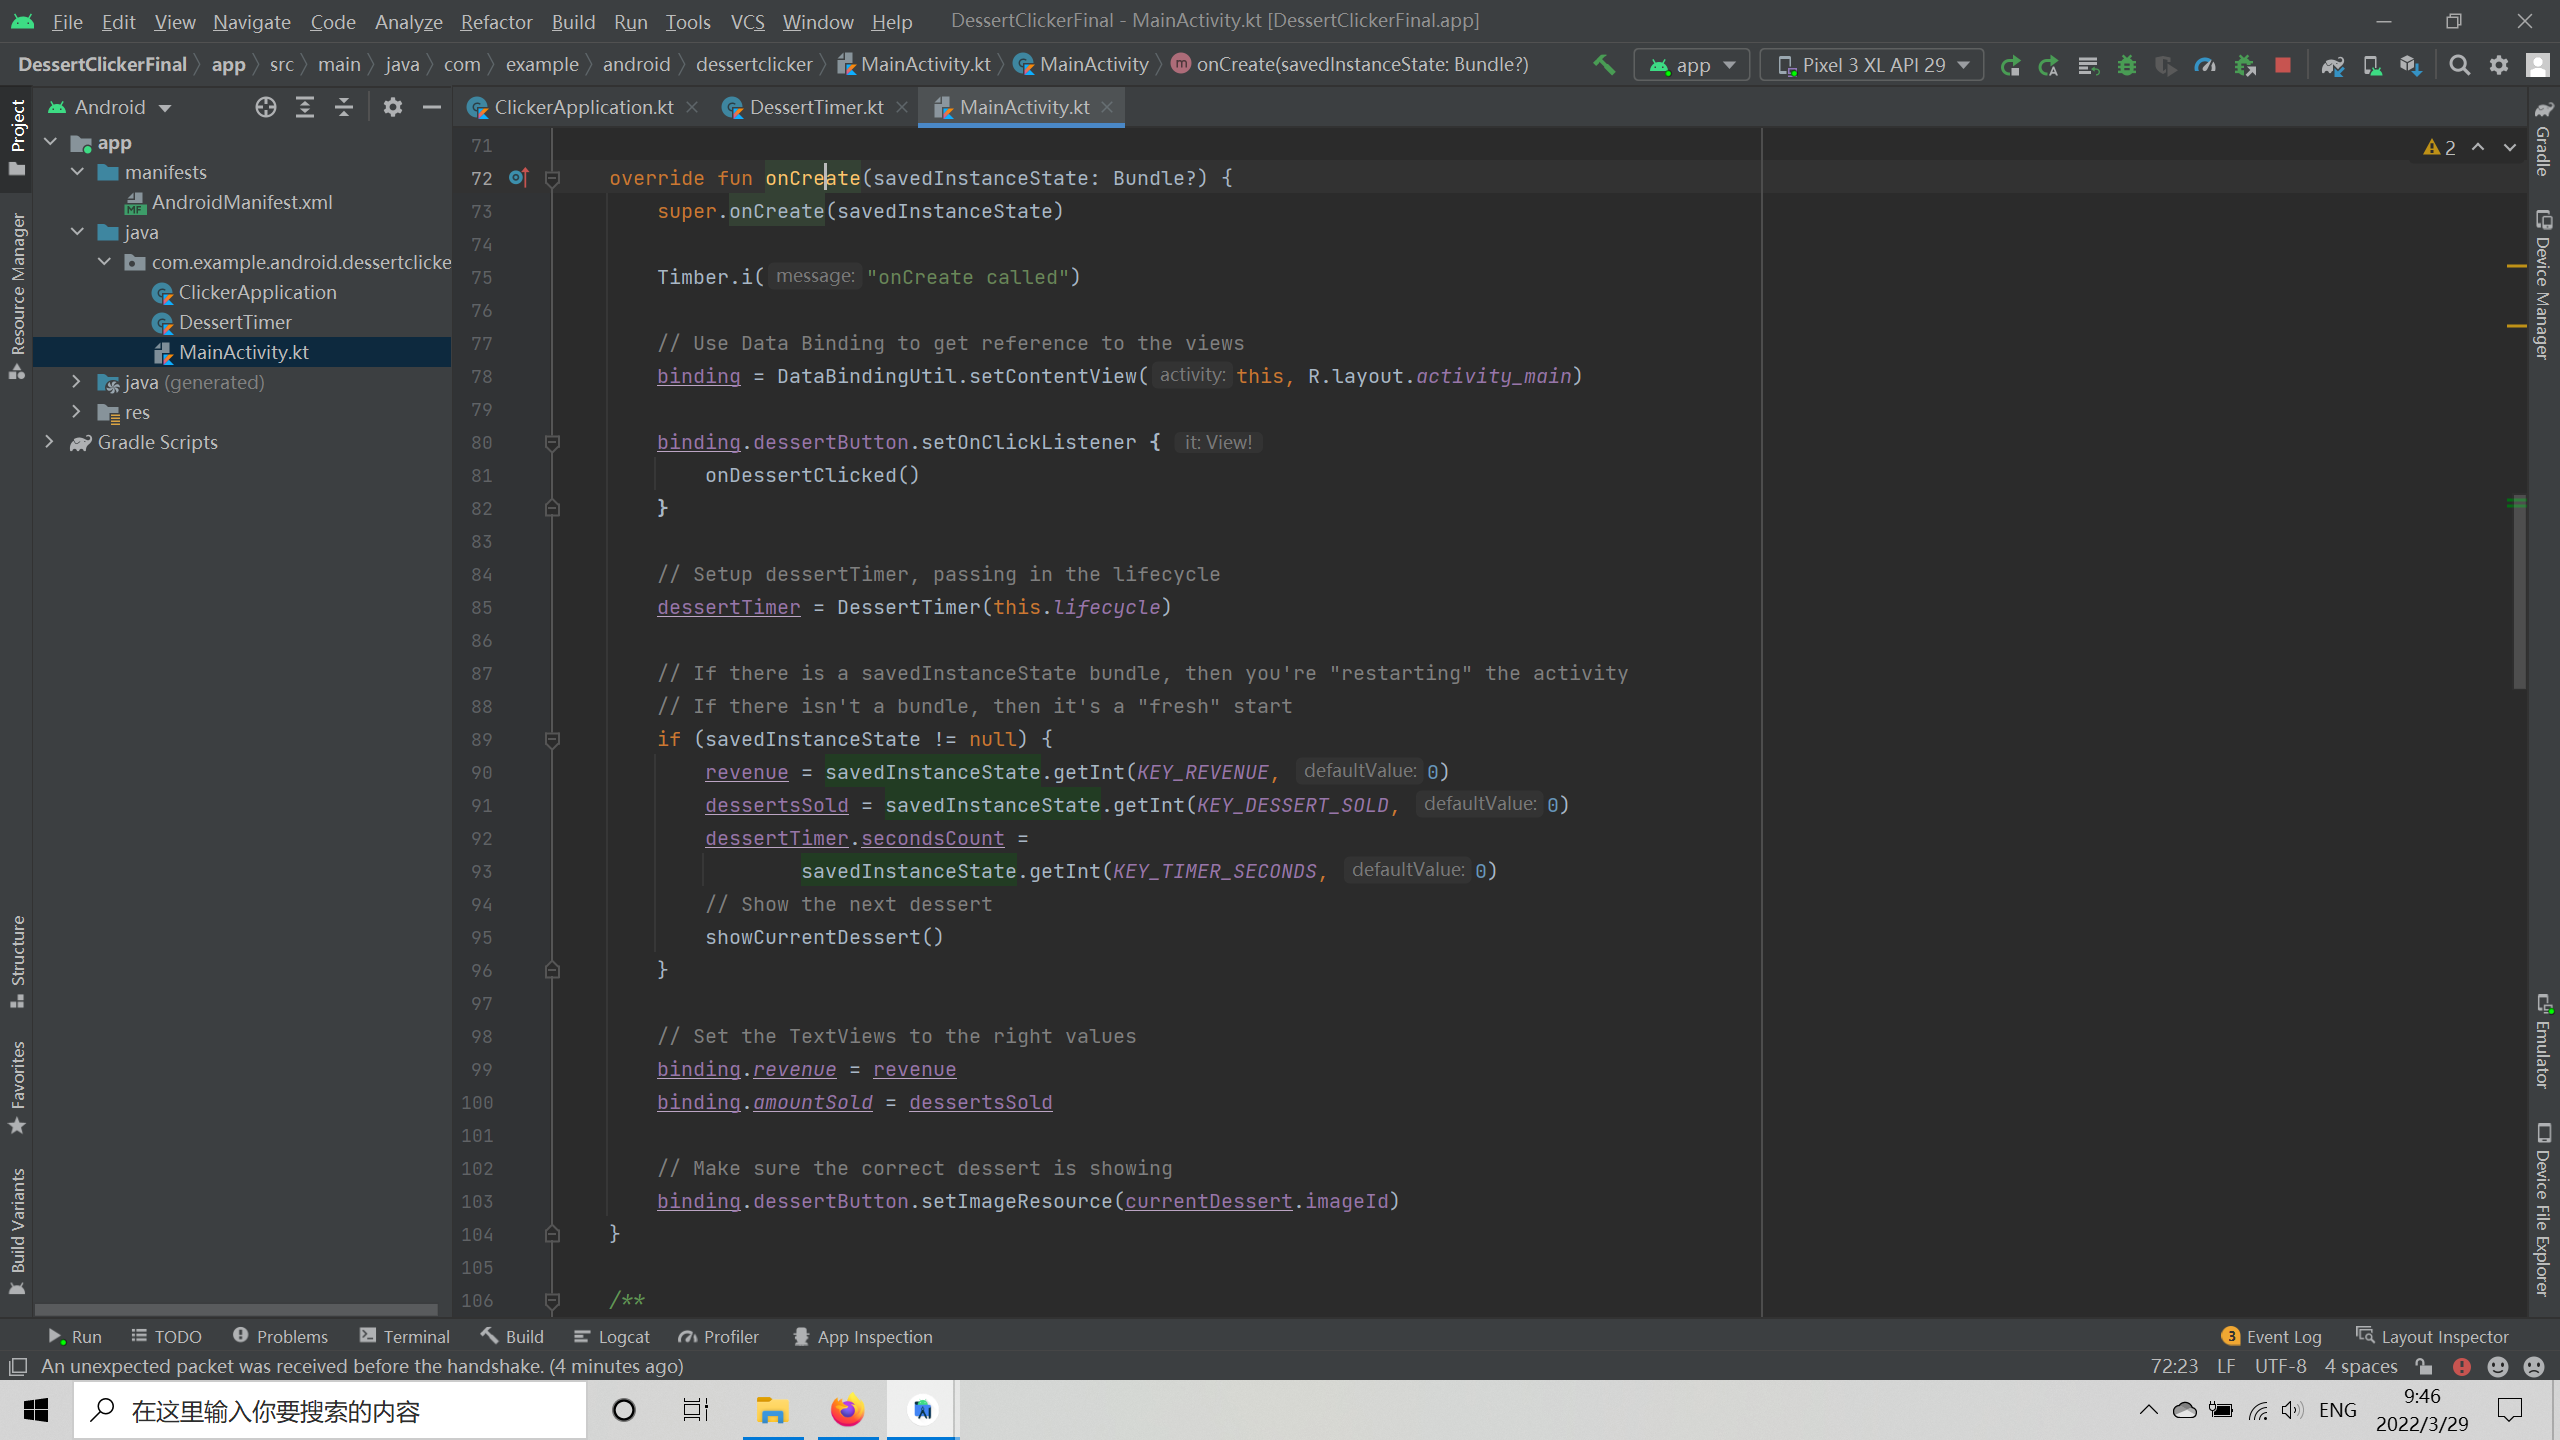 File Edit View Navigate Code Analyze Refactor Build Run Tools VCS Window Help DessertClickerFinal - MainActivity.kt [DessertClickerFinal.app]
DessertClickerFinal app src main java com example android dessertclicker MainActivity.kt MainActivity onCreate(savedInstanceState: Bundle?) app Pixel 3 XL API 29
Android
ClickerApplication.kt DessertTimer.kt MainActivity.kt
Project
Resource Manager
Structure
Favorites
Build Variants
app
manifests
AndroidManifest.xml
java
com.example.android.dessertclicke
ClickerApplication
DessertTimer
MainActivity.kt
java (generated)
res
Gradle Scripts
2
71
72 override fun onCreate(savedInstanceState: Bundle?) {
73 super.onCreate(savedInstanceState)
74
75 Timber.i( message: "onCreate called")
76
77 // Use Data Binding to get reference to the views
78 binding = DataBindingUtil.setContentView( activity: this, R.layout.activity_main)
79
80 binding.dessertButton.setOnClickListener { it: View!
81 onDessertClicked()
82 }
83
84 // Setup dessertTimer, passing in the lifecycle
85 dessertTimer = DessertTimer(this.lifecycle)
86
87 // If there is a savedInstanceState bundle, then you're "restarting" the activity
88 // If there isn't a bundle, then it's a "fresh" start
89 if (savedInstanceState != null) {
90 revenue = savedInstanceState.getInt(KEY_REVENUE, defaultValue: 0)
91 dessertsSold = savedInstanceState.getInt(KEY_DESSERT_SOLD, defaultValue: 0)
92 dessertTimer.secondsCount =
93 savedInstanceState.getInt(KEY_TIMER_SECONDS, defaultValue: 0)
94 // Show the next dessert
95 showCurrentDessert()
96 }
97
98 // Set the TextViews to the right values
99 binding.revenue = revenue
100 binding.amountSold = dessertsSold
101
102 // Make sure the correct dessert is showing
103 binding.dessertButton.setImageResource(currentDessert.imageId)
104 }
105
106 /**
Gradle
Device Manager
Emulator
Device File Explorer
Run TODO Problems Terminal Build Logcat Profiler App Inspection 3 Event Log Layout Inspector
An unexpected packet was received before the handshake. (4 minutes ago) 72:23 LF UTF-8 4 spaces
在这里输入你要搜索的内容 ENG 9:46
2022/3/29